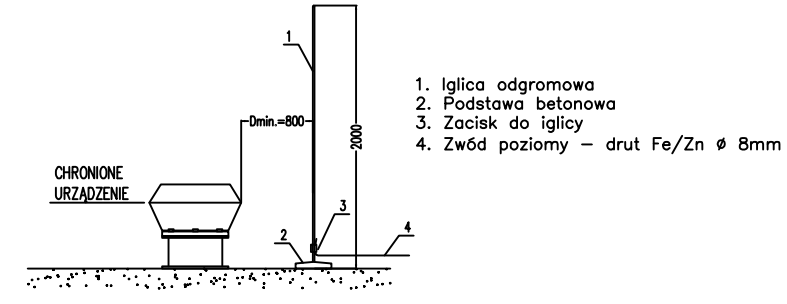 1
1. Iglica odgromowa
2. Podstawa betonowa
3. Zacisk do iglicy
4. Zwód poziomy – drut Fe/Zn ø 8mm
Dmin.=800
2000
CHRONIONE
URZĄDZENIE
3
2
4